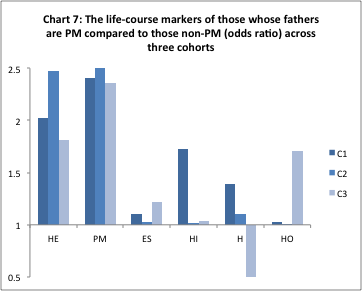 Chart 7: The life-course markers of those whose fathers
are PM compared to those non-PM (odds ratio) across
three cohorts
2.5
2
1.5
1
0.5
HE PM ES HI H HO
C1
C2
C3